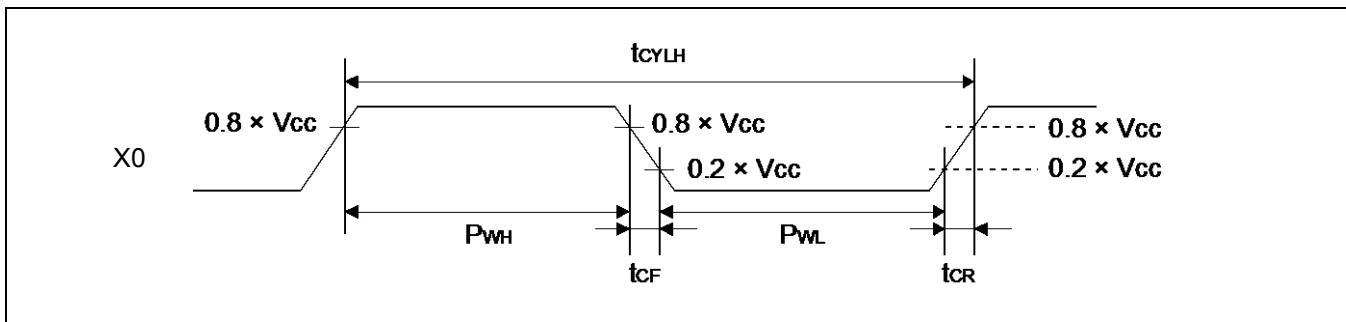 tCYLH
0.8 × VCC
0.8 × VCC
0.8 × VCC
X0
0.2 × VCC
0.2 × VCC
PWH
PWL
tCF
tCR